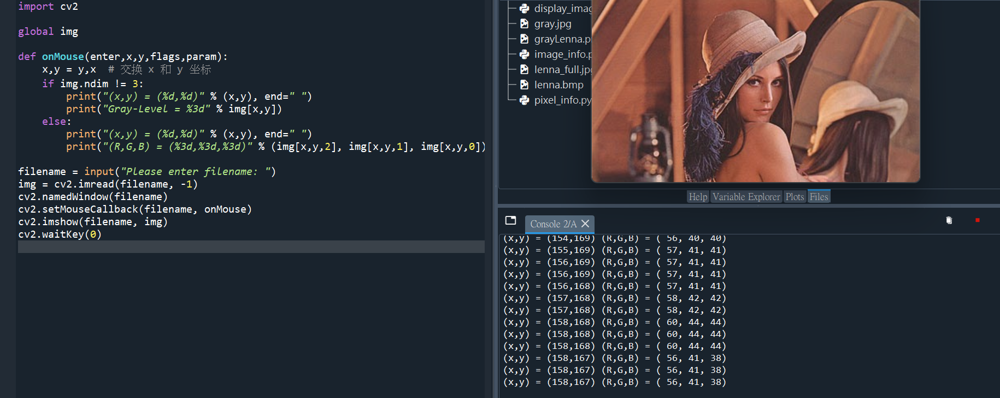 import cv2
global img
def onMouse(enter,x,y,flags,param):
x,y = y,x  # 交换 x 和 y 坐标
if img.ndim != 3:
print("(x,y) = (%d,%d)" % (x,y), end=" ")
print("Gray-Level = %3d" % img[x,y])
else:
print("(x,y) = (%d,%d)" % (x,y), end=" ")
print("(R,G,B) = (%3d,%3d,%3d)" % (img[x,y,2], img[x,y,1], img[x,y,0])
filename = input("Please enter filename: ")
img = cv2.imread(filename, -1)
cv2.namedWindow(filename)
cv2.setMouseCallback(filename, onMouse)
cv2.imshow(filename, img)
cv2.waitKey(0)
display_imag
gray.jpg
grayLenna.p
image_info.p
lenna_full.jp
lenna.bmp
pixel_info.py
Help Variable Explorer Plots Files
Console 2/A
(x,y) = (154,169) (R,G,B) = ( 56, 40, 40)
(x,y) = (155,169) (R,G,B) = ( 57, 41, 41)
(x,y) = (156,169) (R,G,B) = ( 57, 41, 41)
(x,y) = (156,169) (R,G,B) = ( 57, 41, 41)
(x,y) = (156,168) (R,G,B) = ( 57, 41, 41)
(x,y) = (157,168) (R,G,B) = ( 58, 42, 42)
(x,y) = (157,168) (R,G,B) = ( 58, 42, 42)
(x,y) = (158,168) (R,G,B) = ( 60, 44, 44)
(x,y) = (158,168) (R,G,B) = ( 60, 44, 44)
(x,y) = (158,168) (R,G,B) = ( 60, 44, 44)
(x,y) = (158,167) (R,G,B) = ( 56, 41, 38)
(x,y) = (158,167) (R,G,B) = ( 56, 41, 38)
(x,y) = (158,167) (R,G,B) = ( 56, 41, 38)